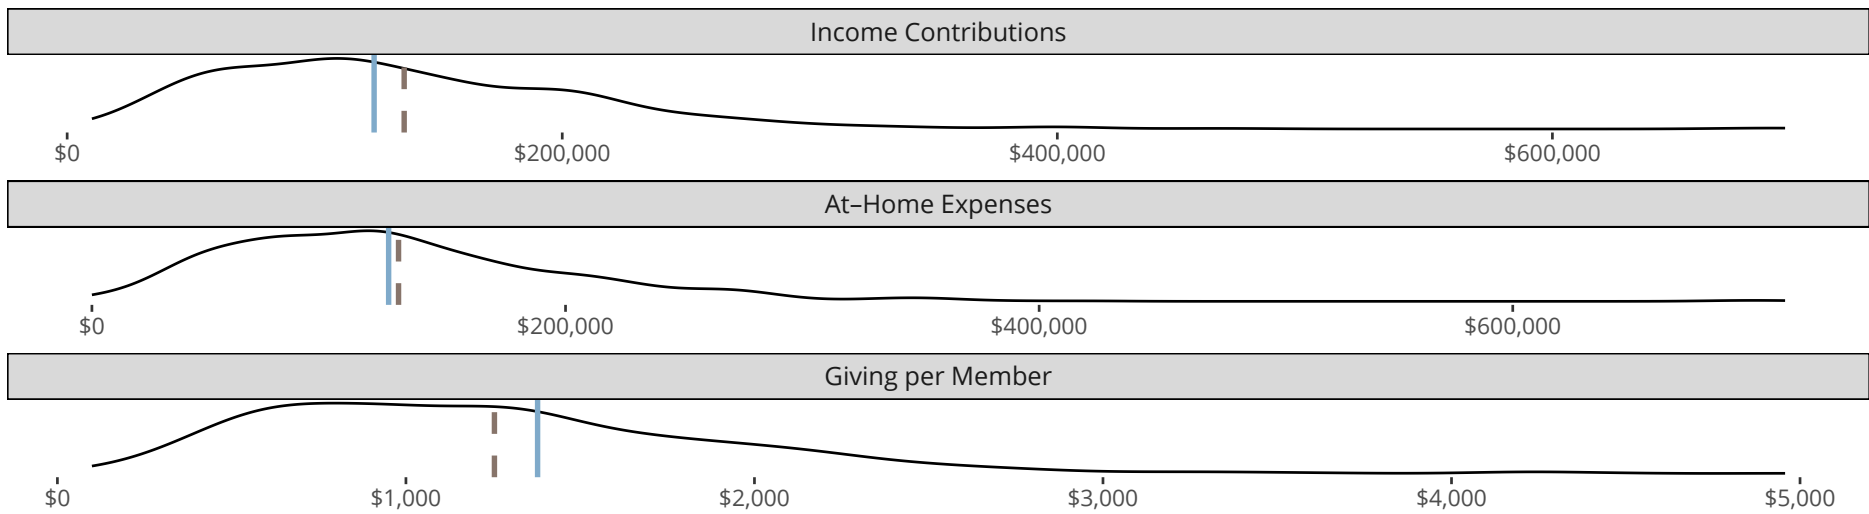 Income Contributions
$0 $200,000 $400,000 $600,000
At–Home Expenses
$0 $200,000 $400,000 $600,000
Giving per Member
$0 $1,000 $2,000 $3,000 $4,000 $5,000